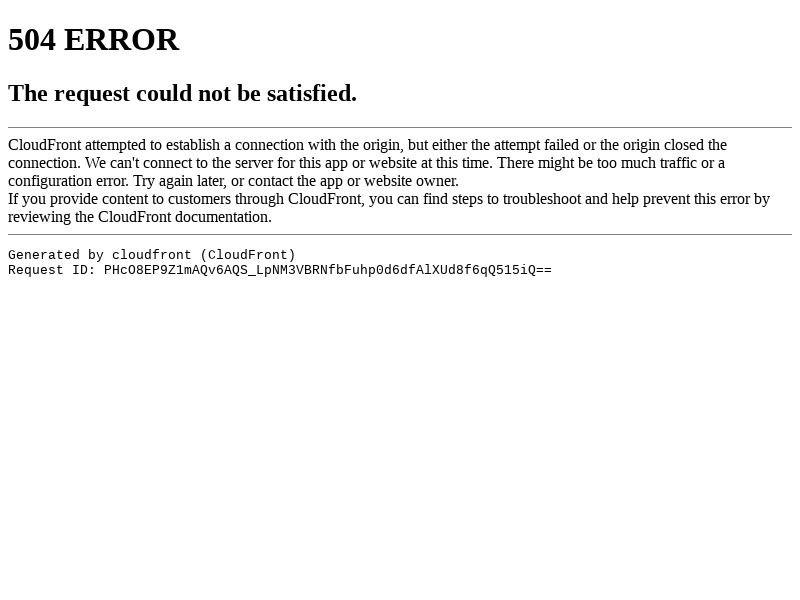 504 ERROR
The request could not be satisfied.
CloudFront attempted to establish a connection with the origin, but either the attempt failed or the origin closed the
connection. We can't connect to the server for this app or website at this time. There might be too much traffic or a
configuration error. Try again later, or contact the app or website owner.
If you provide content to customers through CloudFront, you can find steps to troubleshoot and help prevent this error by
reviewing the CloudFront documentation.
Generated by cloudfront (CloudFront)
Request ID: PHcO8EP9Z1mAQv6AQS_LpNM3VBRNfbFuhp0d6dfAlXUd8f6qQ515iQ==